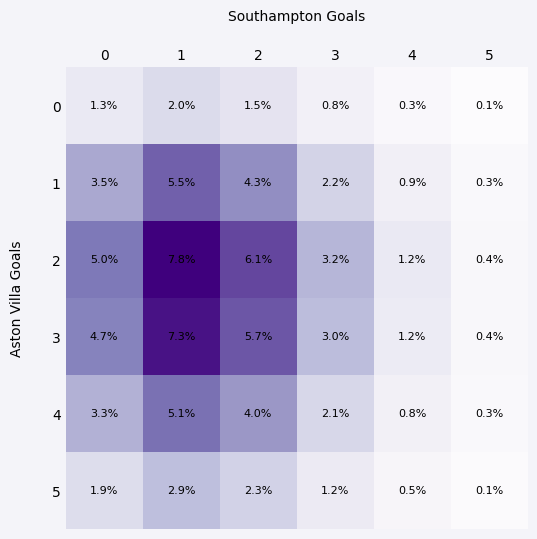 Southampton Goals
0 1 2 3 4 5
0 1.3% 2.0% 1.5% 0.8% 0.3% 0.1%
1 3.5% 5.5% 4.3% 2.2% 0.9% 0.3%
2 5.0% 7.8% 6.1% 3.2% 1.2% 0.4%
3 4.7% 7.3% 5.7% 3.0% 1.2% 0.4%
4 3.3% 5.1% 4.0% 2.1% 0.8% 0.3%
5 1.9% 2.9% 2.3% 1.2% 0.5% 0.1%
Aston Villa Goals